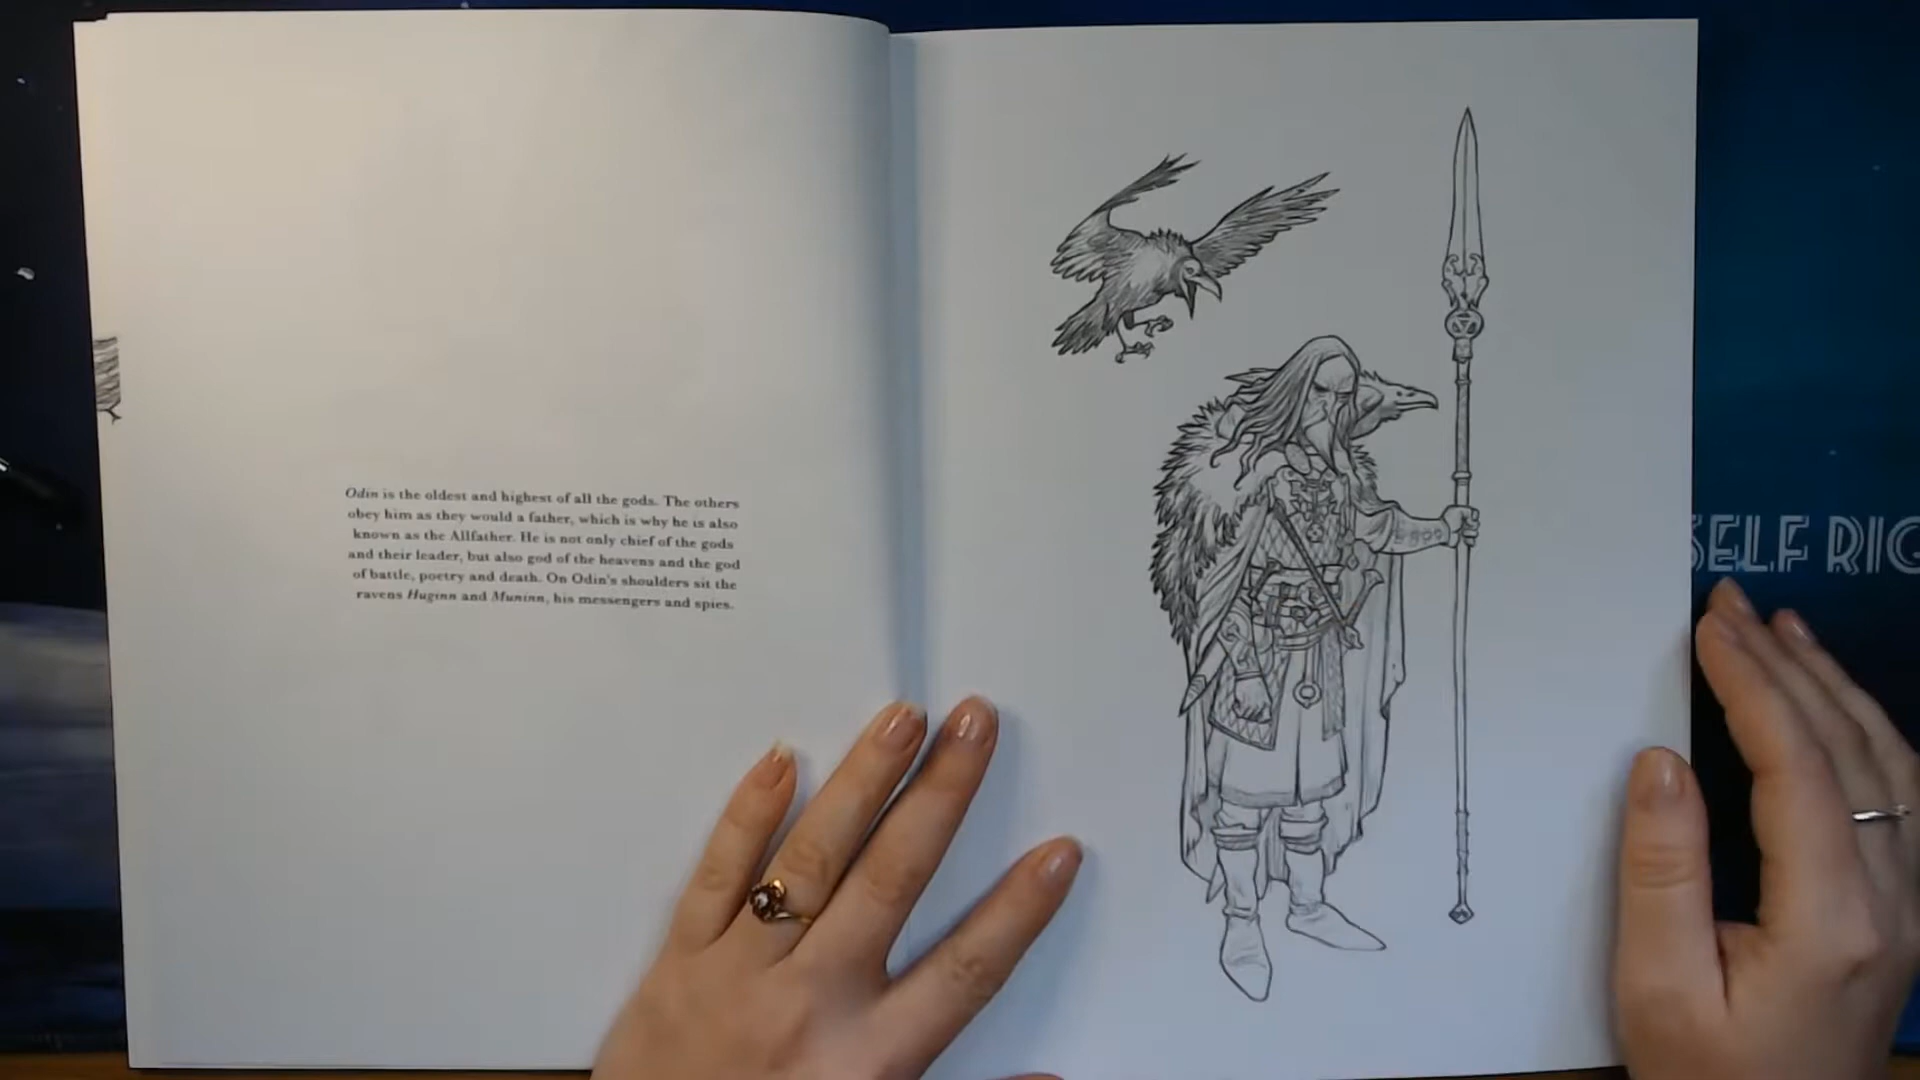 Odin is the oldest and highest of all the gods. The others
obey him as they would a father, which is why he is also
known as the Allfather. He is not only chief of the gods
and their leader, but also god of the heavens and the god
of battle, poetry and death. On Odin's shoulders sit the
ravens Huginn and Muninn, his messengers and spies.
SELF RIG